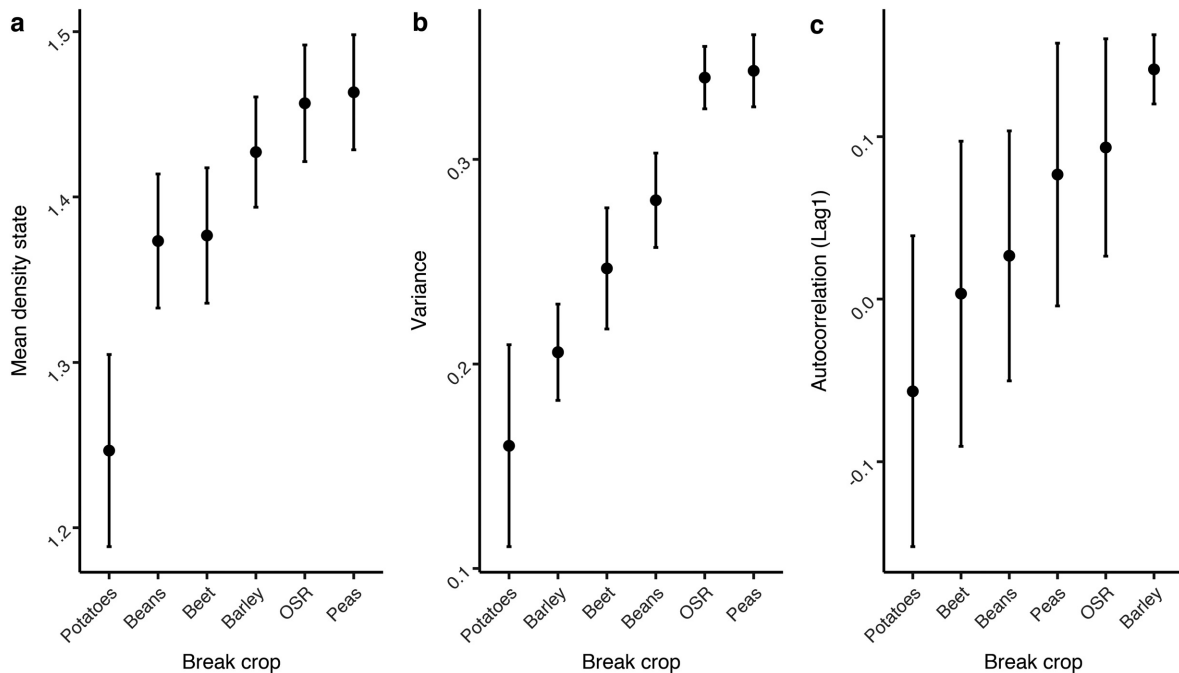 a
Mean density state
1.5
1.4
1.3
1.2
Potatoes
Beans
Beet
Barley
OSR
Peas
Break crop
b
Variance
0.3
0.2
0.1
Potatoes
Barley
Beet
Beans
OSR
Peas
Break crop
c
Autocorrelation (Lag1)
0.1
0.0
-0.1
Potatoes
Beet
Beans
Peas
OSR
Barley
Break crop